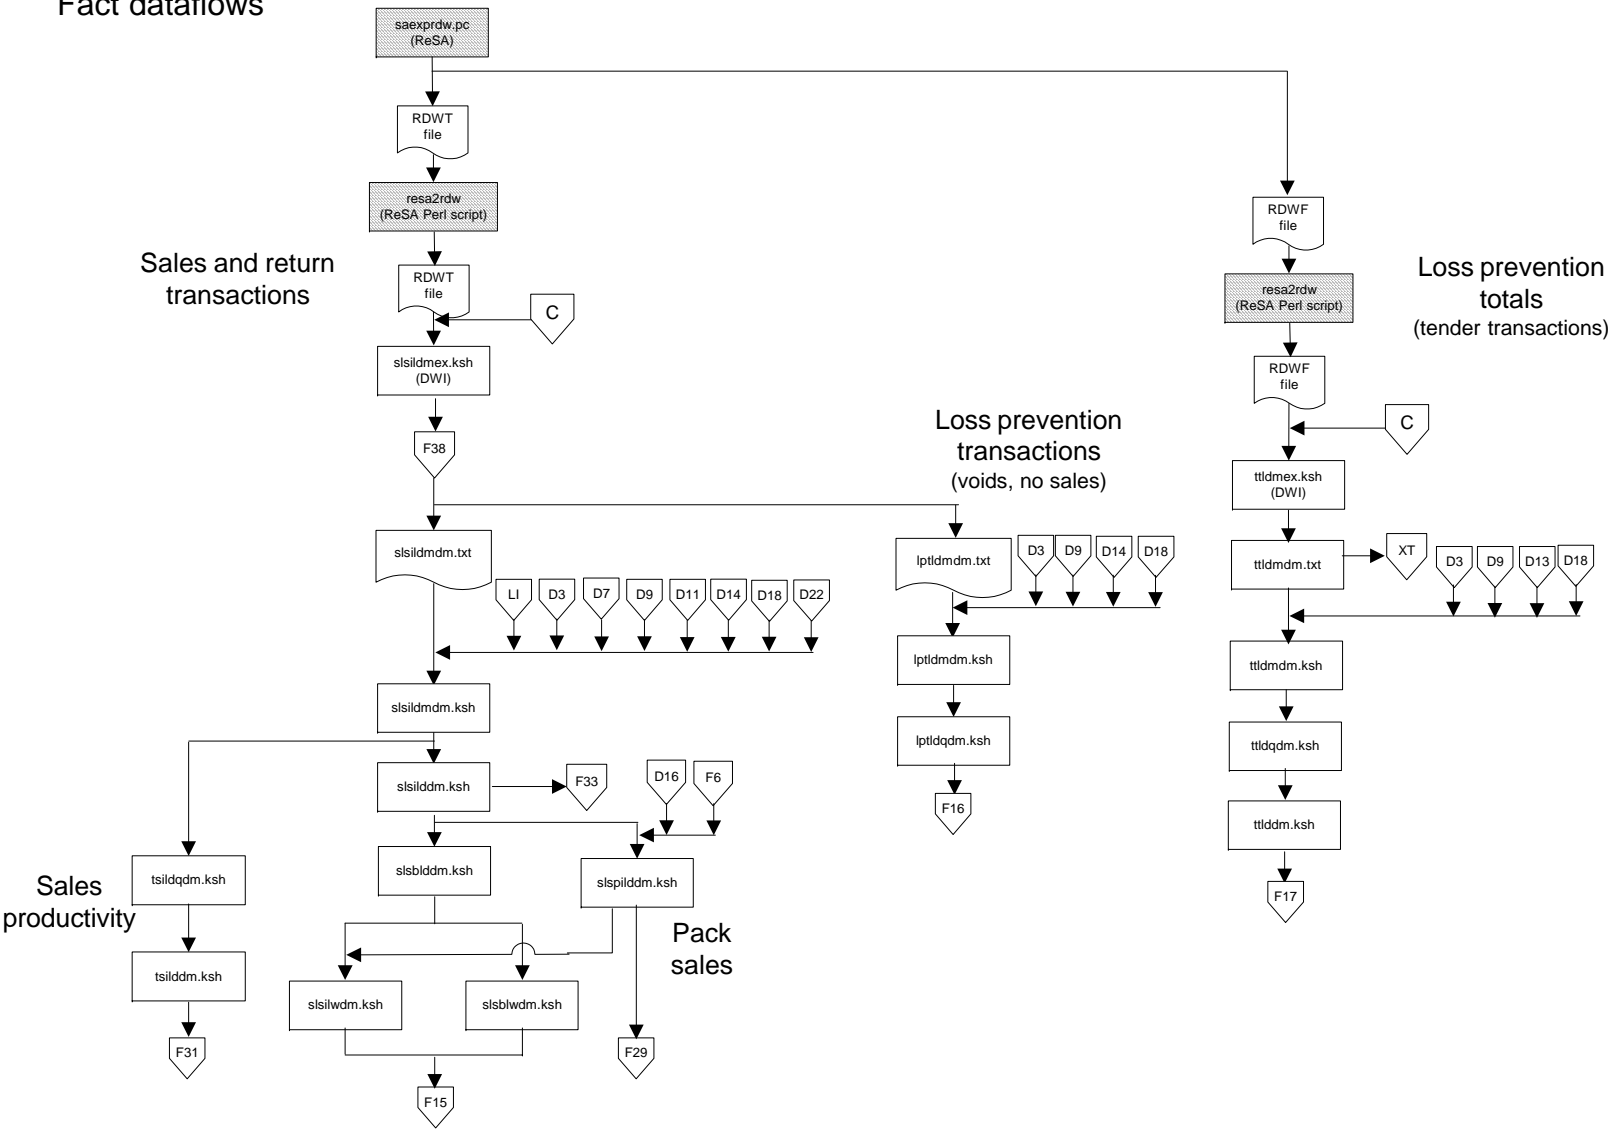 Fact dataflows
saexprdw.pc
(ReSA)
RDWT
file
resa2rdw
(ReSA Perl script)
RDWF
file
Sales and return
transactions
RDWT
file
C
resa2rdw
(ReSA Perl script)
Loss prevention
totals
(tender transactions)
slsildmex.ksh
(DWI)
RDWF
file
C
F38
Loss prevention
transactions
(voids, no sales)
ttldmex.ksh
(DWI)
slsildmdm.txt
lptldmdm.txt
D3
D9
D14
D18
ttldmdm.txt
XT
D3
D9
D13
D18
LI
D3
D7
D9
D11
D14
D18
D22
lptldmdm.ksh
ttldmdm.ksh
slsildmdm.ksh
lptldqdm.ksh
ttldqdm.ksh
slsilddm.ksh
F33
D16
F6
F16
ttlddm.ksh
Sales
productivity
tsildqdm.ksh
slsblddm.ksh
slspilddm.ksh
F17
Pack
sales
tsilddm.ksh
slsilwdm.ksh
slsblwdm.ksh
F31
F29
F15